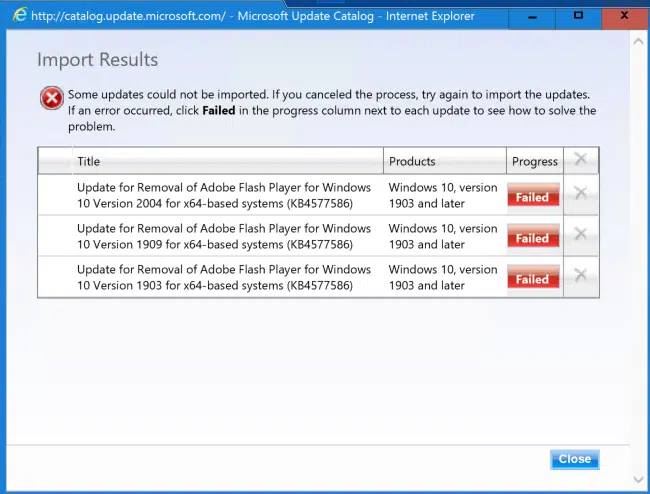 http://catalog.update.microsoft.com/ - Microsoft Update Catalog - Internet Explorer
Import Results
Some updates could not be imported. If you canceled the process, try again to import the updates.
If an error occurred, click Failed in the progress column next to each update to see how to solve the
problem.
Title Products Progress
Update for Removal of Adobe Flash Player for Windows Windows 10, version
10 Version 2004 for x64-based systems (KB4577586) 1903 and later Failed
Update for Removal of Adobe Flash Player for Windows Windows 10, version
10 Version 1909 for x64-based systems (KB4577586) 1903 and later Failed
Update for Removal of Adobe Flash Player for Windows Windows 10, version
10 Version 1903 for x64-based systems (KB4577586) 1903 and later Failed
Close